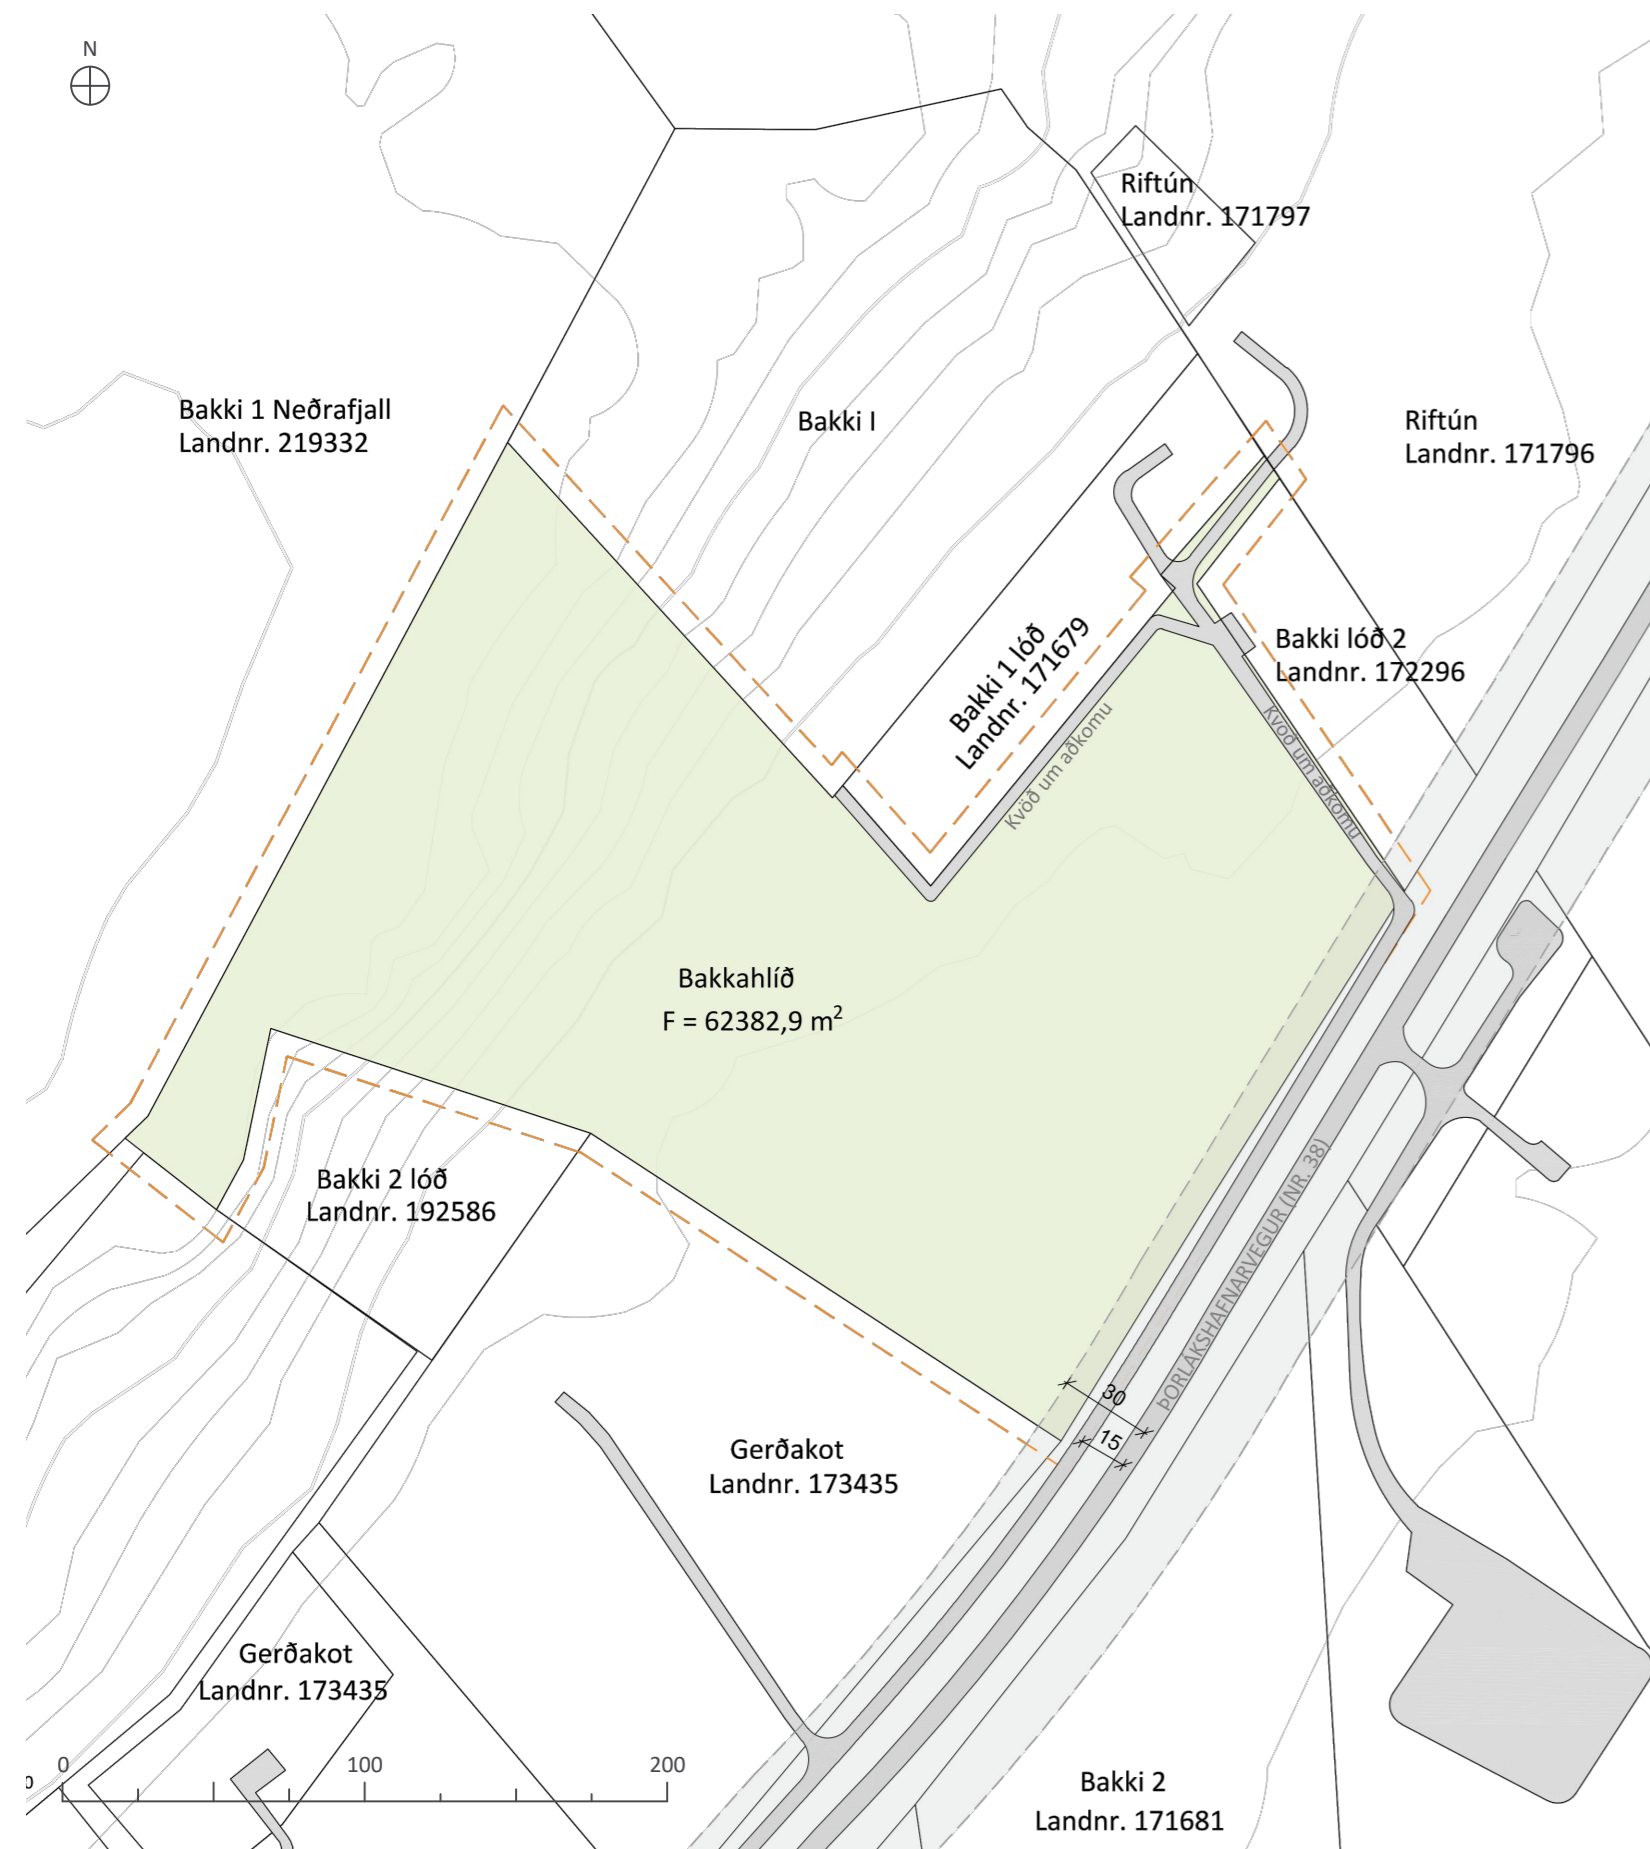 N
Riftún
Landnr. 171797
Bakki 1 Neðrafjall
Landnr. 219332
Bakki I
Riftún
Landnr. 171796
Bakki 1 lóð
Landnr. 171679
Bakki lóð 2
Landnr. 172296
Kvöð um aðkomu
Kvöð um aðkomu
Bakkahlíð
F = 62382,9 m²
Bakki 2 lóð
Landnr. 192586
ÞORLÁKSHAFNARVEGUR (NR. 38)
30
15
Gerðakot
Landnr. 173435
Gerðakot
Landnr. 173435
0 100 200
0
Bakki 2
Landnr. 171681